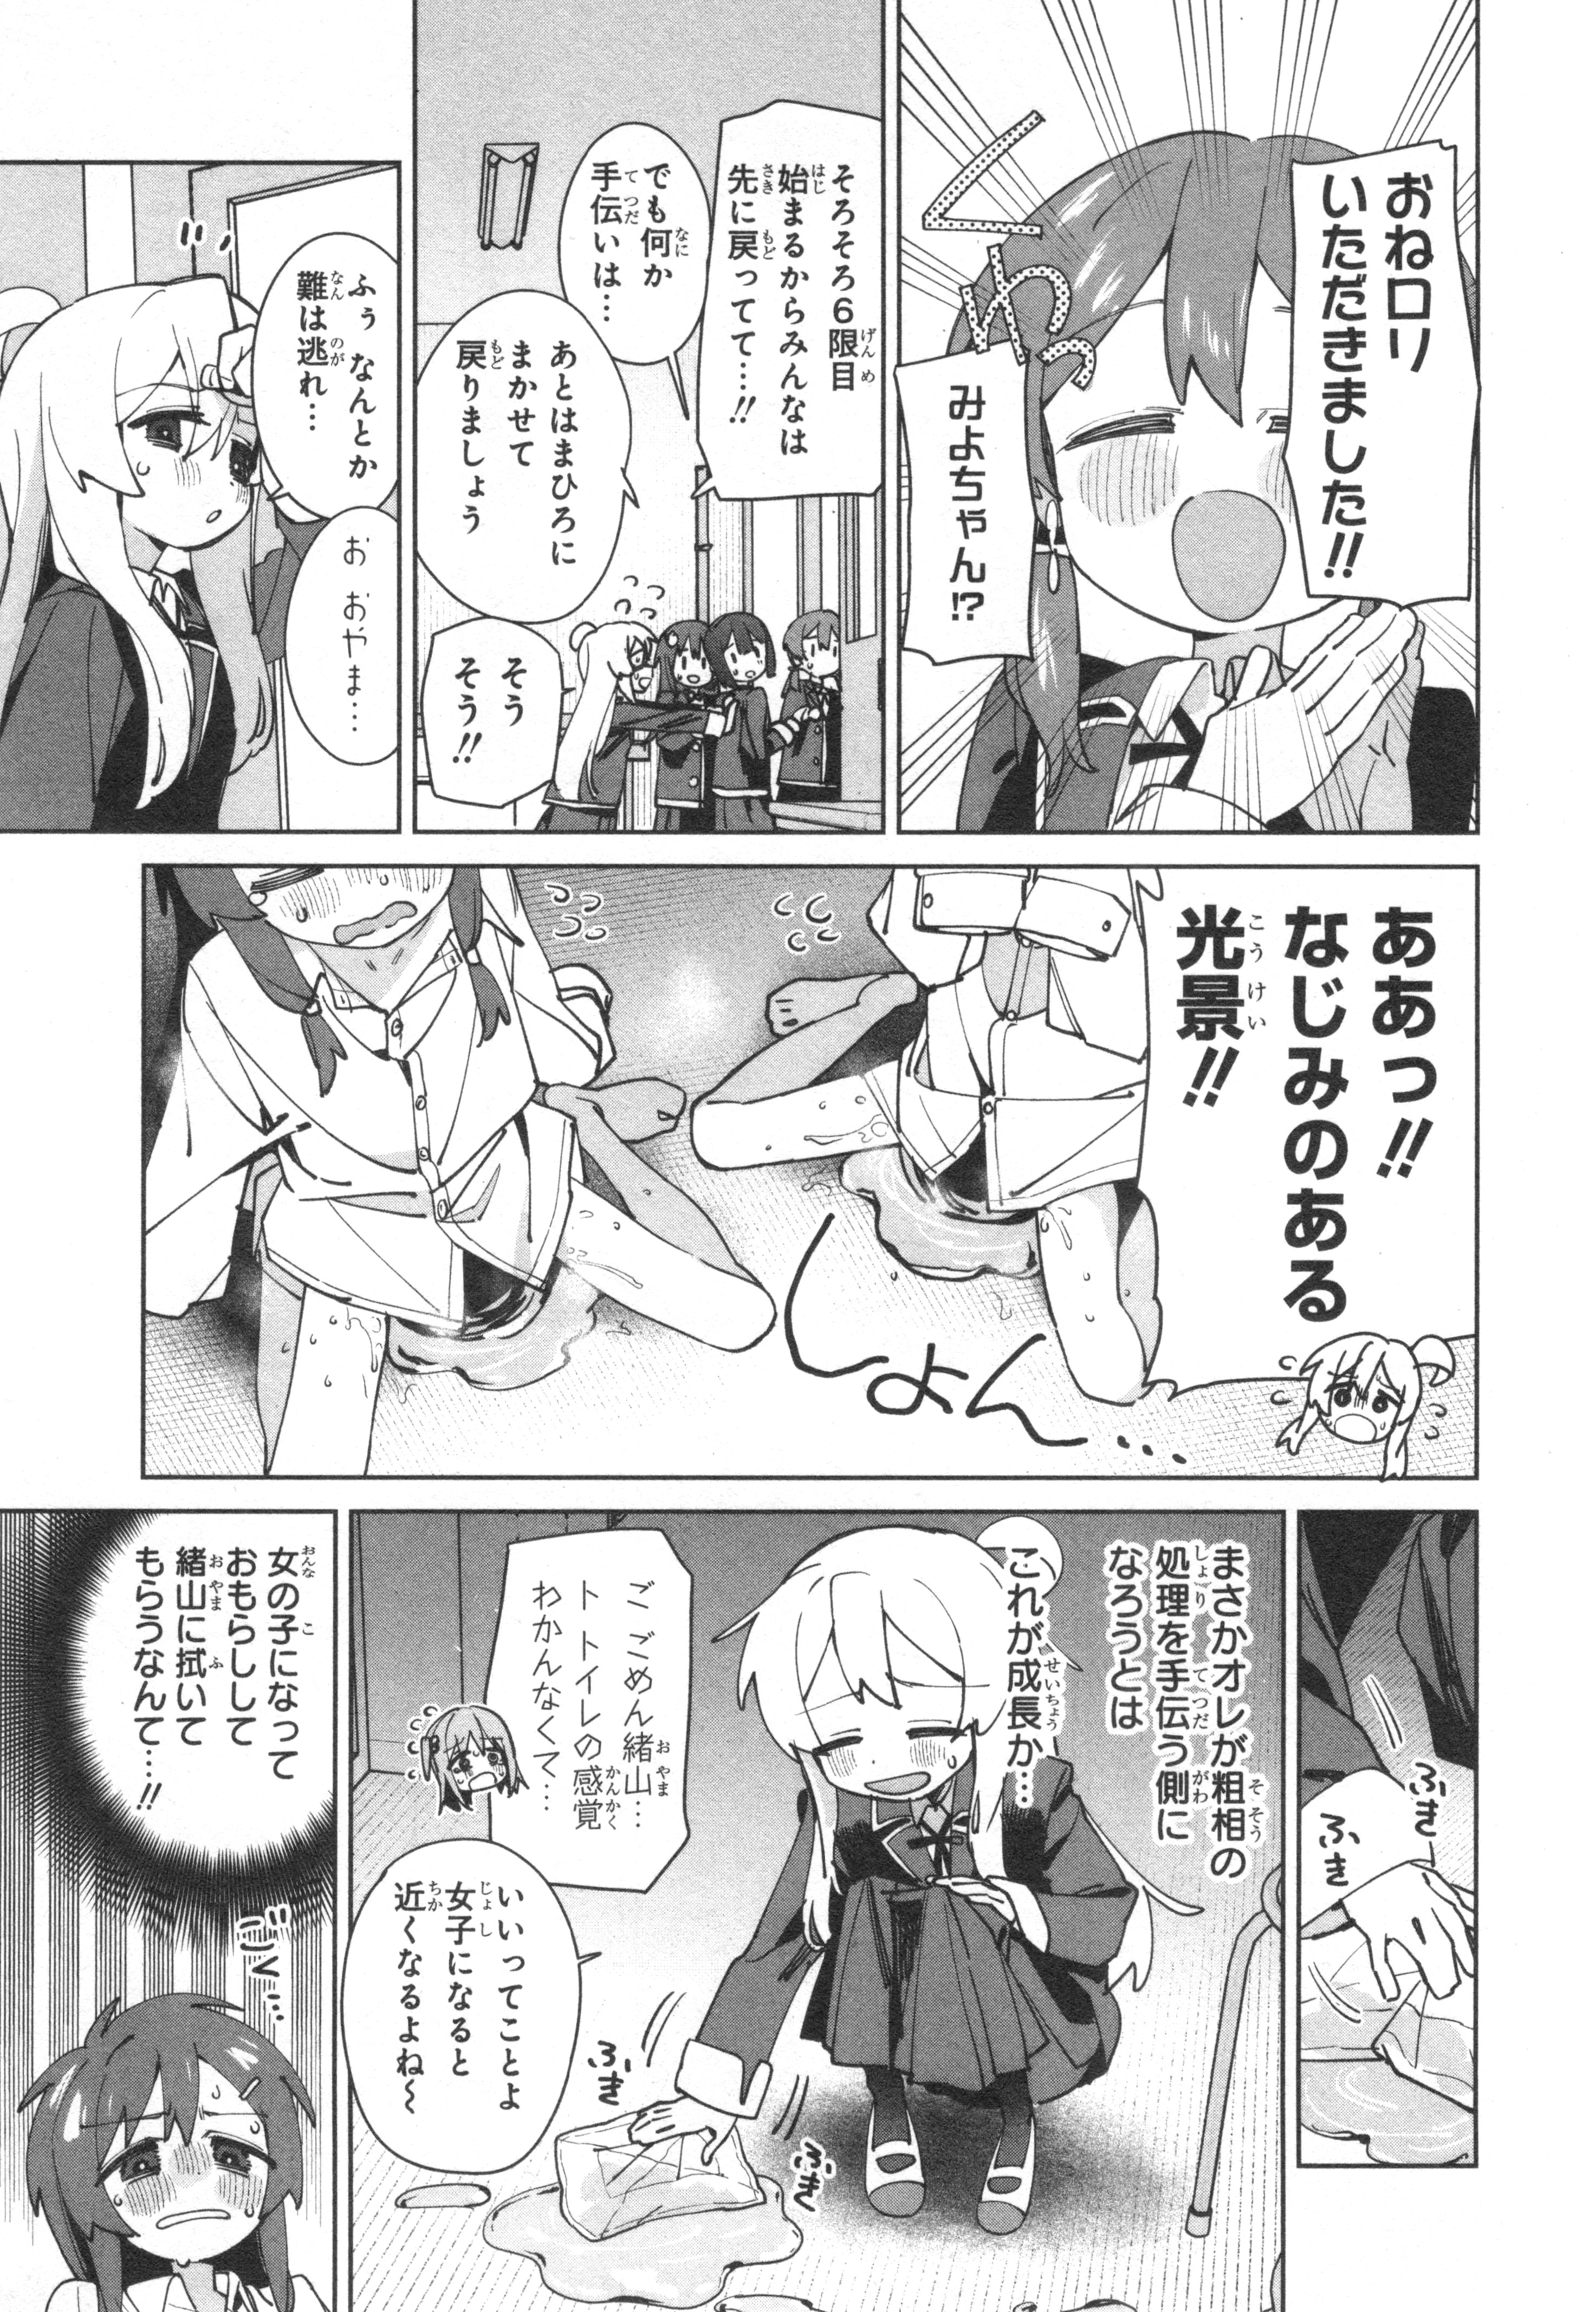 おねロリ
いただきました!!
くわっ
みよちゃん!?
そろそろ6限目
始まるからみんなは
先に戻ってて…!!
でも何か
手伝いは…
あとはまひろに
まかせて
戻りましょう
そう
そう!!
ふぅ なんとか
難は逃れ…
お おやま…
ああっ!!
なじみのある
光景!!
しょん…
ふき
ふき
まさかオレが粗相の
処理を手伝う側に
なろうとは
これが成長か…
ご ごめん緒山…
ト トイレの感覚
わかんなくて…
いいってことよ
女子になると
近くなるよね〜
ふき
ふき
女の子になって
おもらしして
緒山に拭いて
もらうなんて…!!
ぞく…